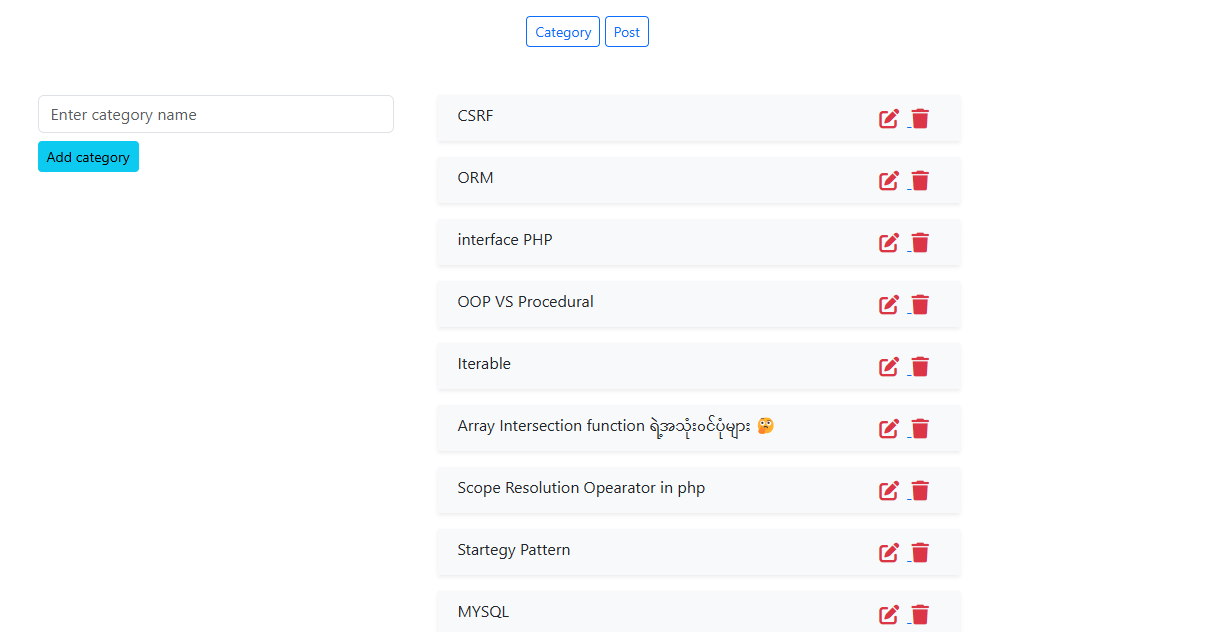 Category Post
Enter category name
Add category
CSRF
ORM
interface PHP
OOP VS Procedural
Iterable
Array Intersection function ရဲ့အသုံးဝင်ပုံများ 🤔
Scope Resolution Opearator in php
Startegy Pattern
MYSQL